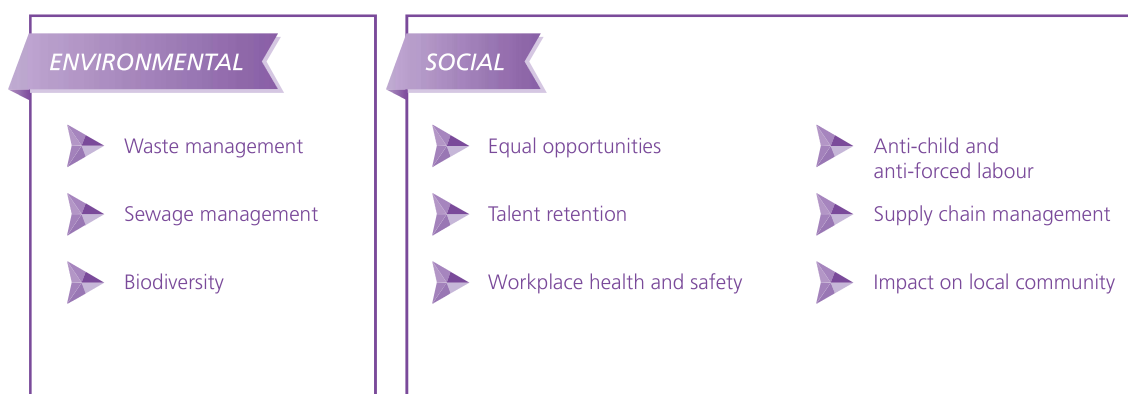 ENVIRONMENTAL
Waste management
Sewage management
Biodiversity
SOCIAL
Equal opportunities
Talent retention
Workplace health and safety
Anti-child and
anti-forced labour
Supply chain management
Impact on local community